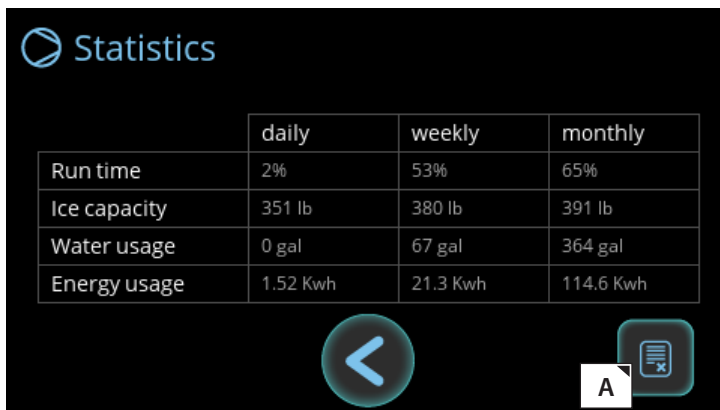 Statistics
daily weekly monthly
Run time 2% 53% 65%
Ice capacity 351 lb 380 lb 391 lb
Water usage 0 gal 67 gal 364 gal
Energy usage 1.52 Kwh 21.3 Kwh 114.6 Kwh
A